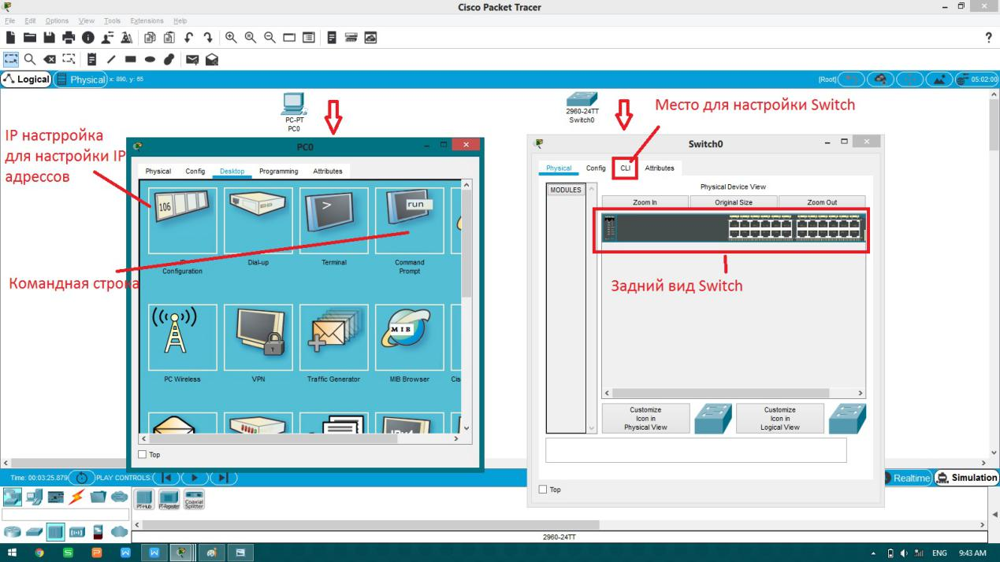 Cisco Packet Tracer
File Edit Options View Tools Extensions Help
?
Logical Physical x: 890, y: 65 [Root] 05:02:00
PC-PT
PC0
2960-24TT
Switch0
Место для настройки Switch
IP настрройка
для настройки IP
адрессов
Командная строка
PC0
Physical Config Desktop Programming Attributes
106
>
run
IP
Configuration
Dial-up
Terminal
Command
Prompt
MIB
PC Wireless
VPN
Traffic Generator
MIB Browser
Cis
Top
Switch0
Physical Config CLI Attributes
MODULES
Physical Device View
Zoom In Original Size Zoom Out
Задний вид Switch
Customize
Icon in
Physical View
Customize
Icon in
Logical View
Top
Time: 00:03:25.879 PLAY CONTROLS:
Realtime Simulation
PT-Hub
PT-Repeater
Coaxial
Splitter
2960-24TT
ENG 9:43 AM